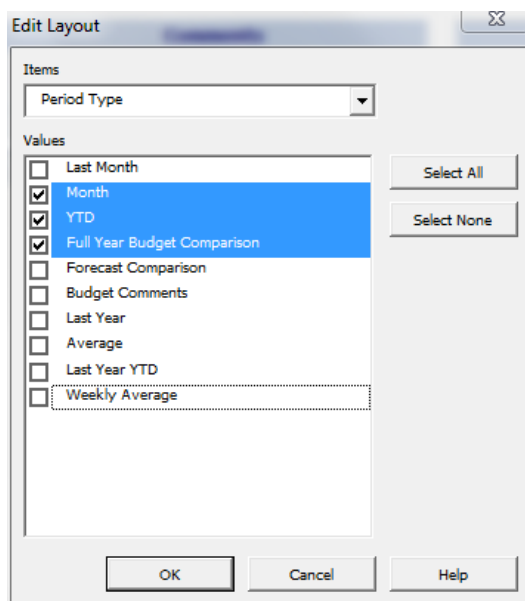 Edit Layout
Items
Period Type
Values
Last Month
Month
YTD
Full Year Budget Comparison
Forecast Comparison
Budget Comments
Last Year
Average
Last Year YTD
Weekly Average
Select All
Select None
OK
Cancel
Help